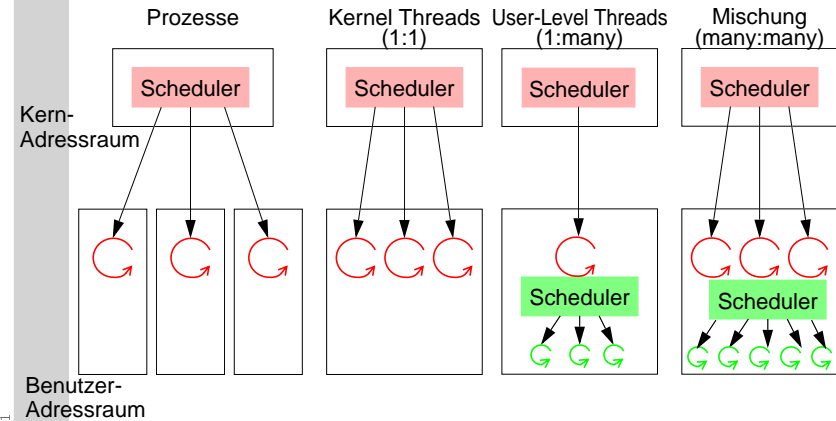 Prozesse
Kernel Threads
(1:1)
User-Level Threads
(1:many)
Mischung
(many:many)
Scheduler
Scheduler
Scheduler
Scheduler
Kern-
Adressraum
Scheduler
Scheduler
Benutzer-
Adressraum
1